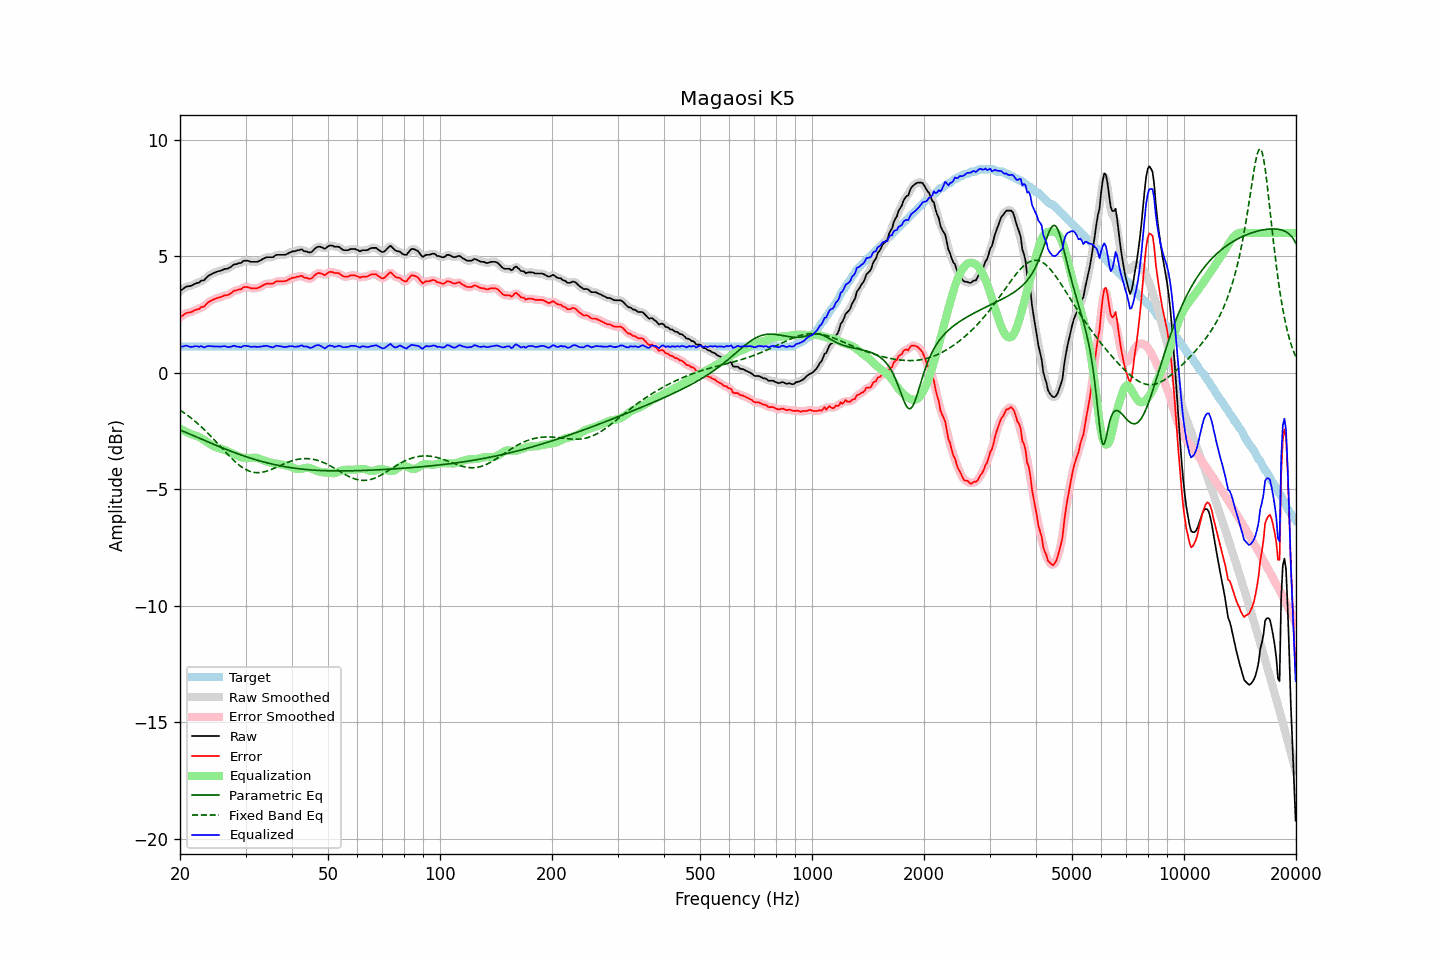 Magaosi K5
Amplitude (dBr)
10
5
0
−5
−10
−15
−20
Target
Raw Smoothed
Error Smoothed
Raw
Error
Equalization
Parametric Eq
Fixed Band Eq
Equalized
20 50 100 200 500 1000 2000 5000 10000 20000
Frequency (Hz)